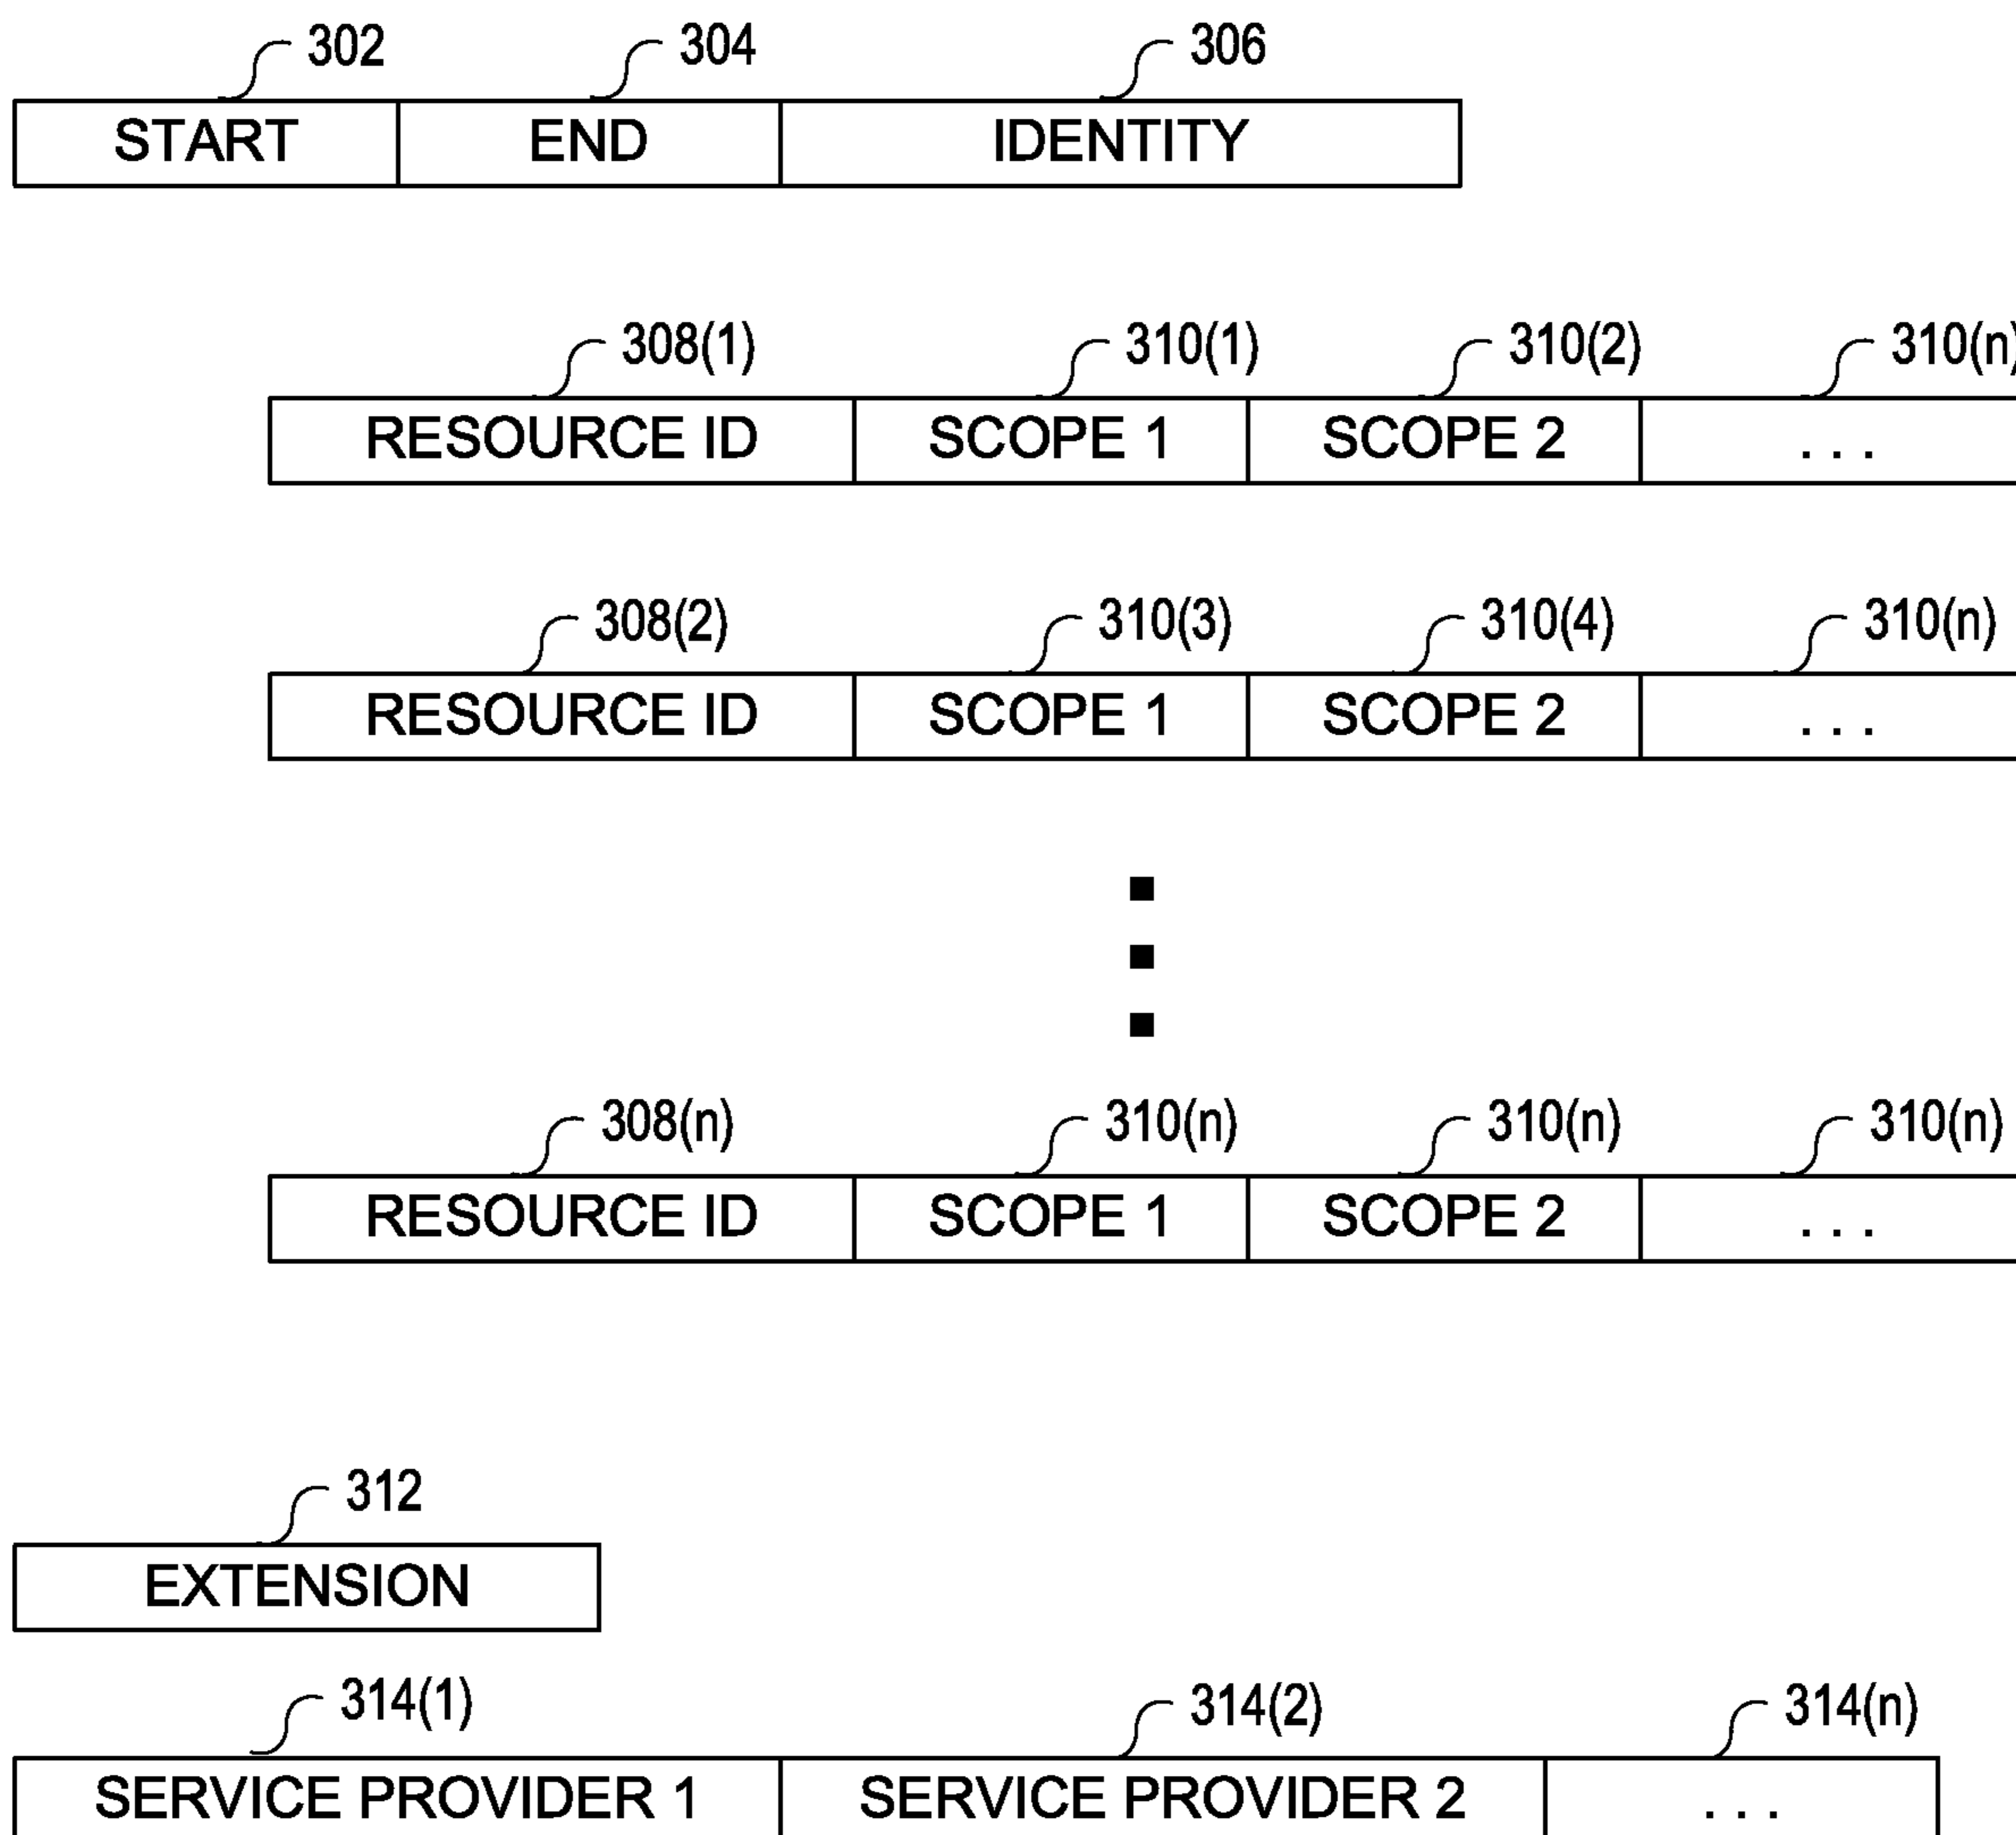 302 304 306
START END IDENTITY
308(1) 310(1) 310(2) 310(n)
RESOURCE ID SCOPE 1 SCOPE 2 . . .
308(2) 310(3) 310(4) 310(n)
RESOURCE ID SCOPE 1 SCOPE 2 . . .
308(n) 310(n) 310(n) 310(n)
RESOURCE ID SCOPE 1 SCOPE 2 . . .
312
EXTENSION
314(1) 314(2) 314(n)
SERVICE PROVIDER 1 SERVICE PROVIDER 2 . . .